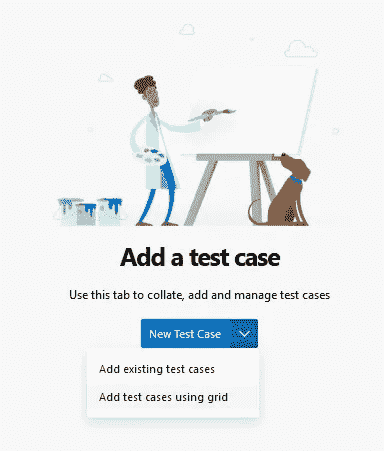 Add a test case
Use this tab to collate, add and manage test cases
New Test Case
Add existing test cases
Add test cases using grid